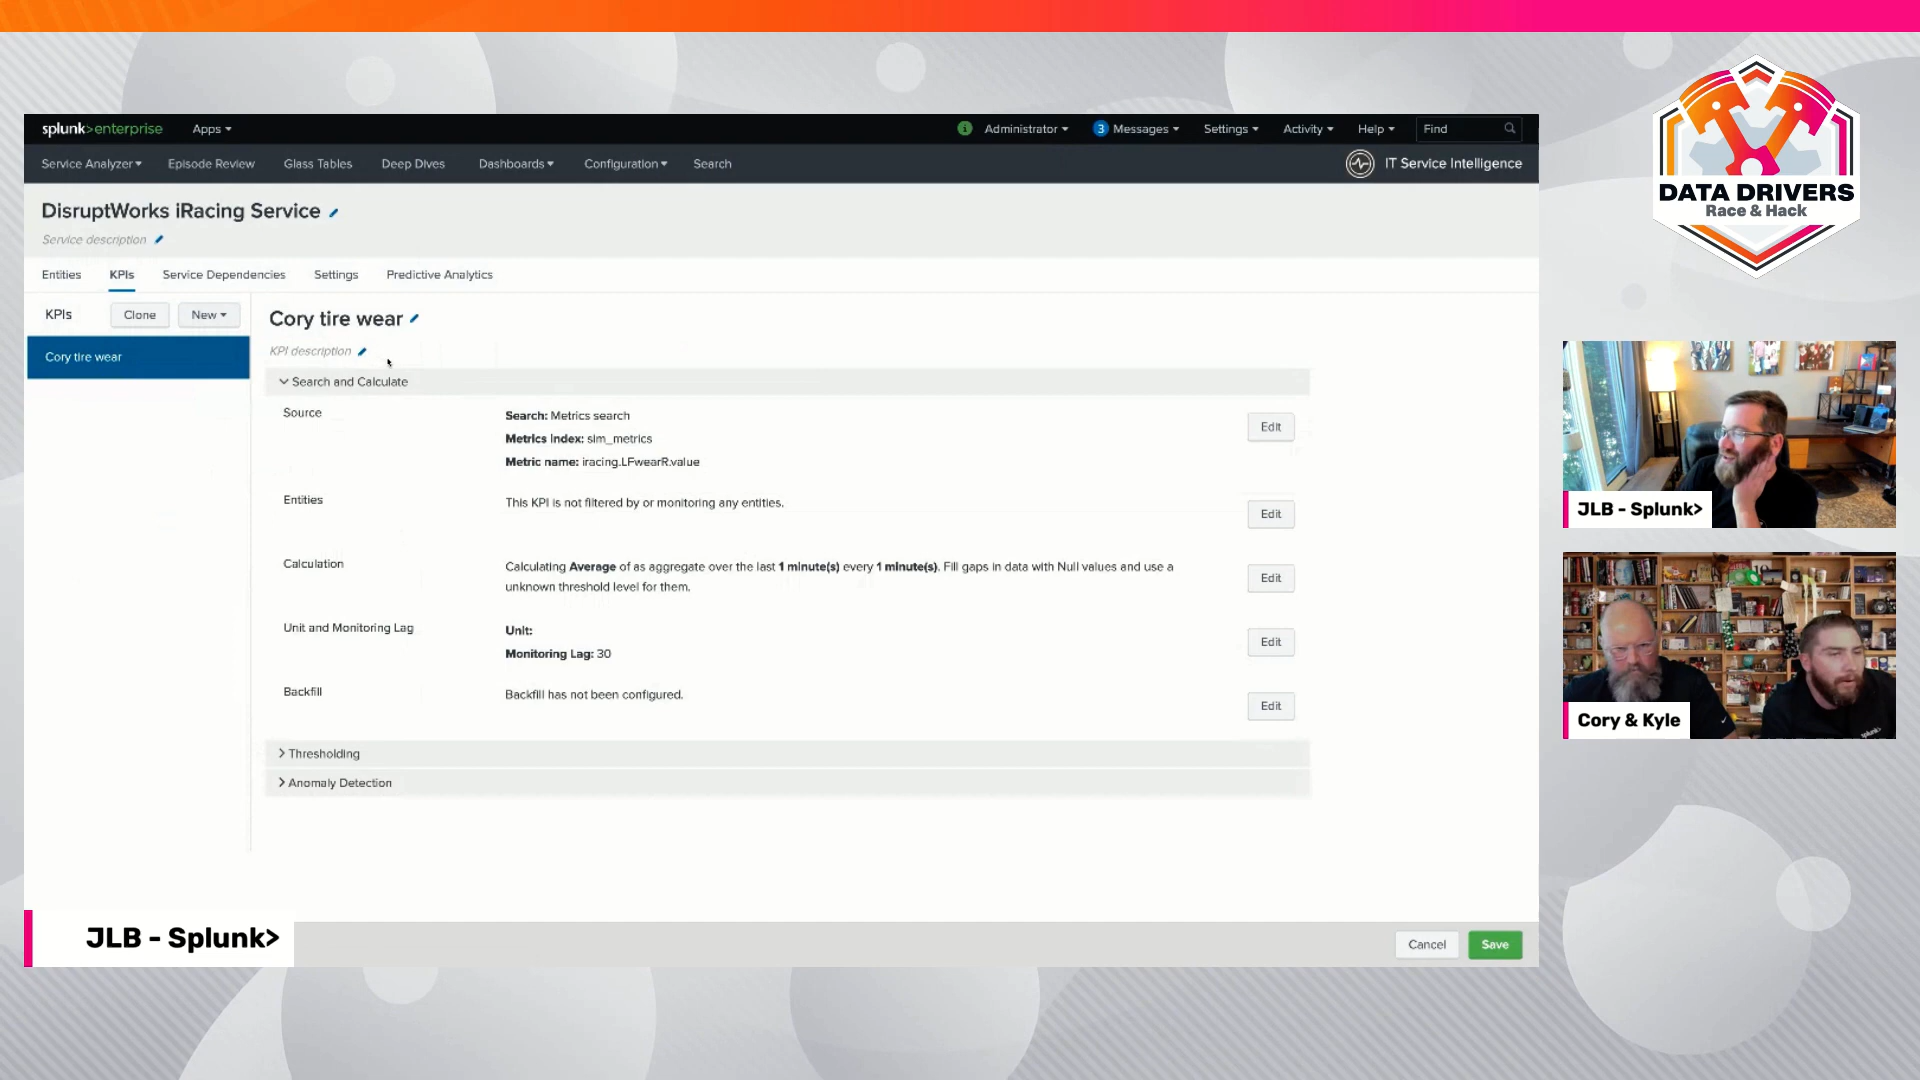 splunk>enterprise Apps
i Administrator 3 Messages Settings Activity Help Find
Service Analyzer Episode Review Glass Tables Deep Dives Dashboards Configuration Search
IT Service Intelligence
DATA DRIVERS
Race & Hack
DisruptWorks iRacing Service
Service description
Entities KPIs Service Dependencies Settings Predictive Analytics
KPIs Clone New
Cory tire wear
Cory tire wear
KPI description
Search and Calculate
Source
Search: Metrics search
Metrics index: sim_metrics
Metric name: iracing.LFwearR.value
Edit
Entities
This KPI is not filtered by or monitoring any entities.
Edit
Calculation
Calculating Average of as aggregate over the last 1 minute(s) every 1 minute(s). Fill gaps in data with Null values and use a
unknown threshold level for them.
Edit
Unit and Monitoring Lag
Unit:
Monitoring Lag: 30
Edit
Backfill
Backfill has not been configured.
Edit
Thresholding
Anomaly Detection
Cancel Save
JLB - Splunk>
JLB - Splunk>
Cory & Kyle
splunk>